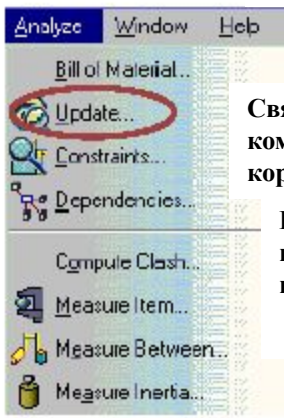 Analyze Window Help
Bill of Material...
Update...
Constraints...
Dependencies...
Compute Clash...
Measure Item...
Measure Between...
Measure Inertia...
Свя
ком
кор